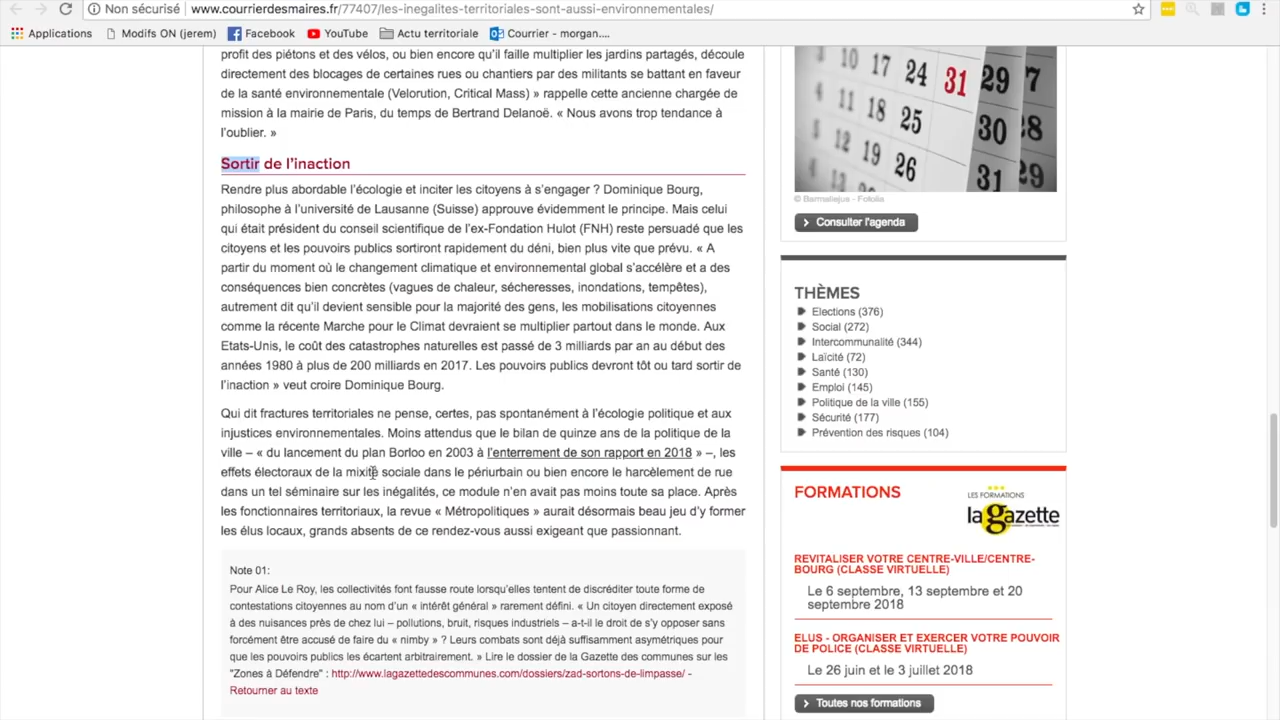 Non sécurisé www.courrierdesmaires.fr/77407/les-inegalites-territoriales-sont-aussi-environnementales/
Applications Modifs ON (jerem) Facebook YouTube Actu territoriale Courrier - morgan....
profit des piétons et des vélos, ou bien encore qu'il faille multiplier les jardins partagés, découle
directement des blocages de certaines rues ou chantiers par des militants se battant en faveur
de la santé environnementale (Velorution, Critical Mass) » rappelle cette ancienne chargée de
mission à la mairie de Paris, du temps de Bertrand Delanoë. « Nous avons trop tendance à
l'oublier. »
Sortir de l'inaction
Rendre plus abordable l'écologie et inciter les citoyens à s'engager ? Dominique Bourg,
philosophe à l'université de Lausanne (Suisse) approuve évidemment le principe. Mais celui
qui était président du conseil scientifique de l'ex-Fondation Hulot (FNH) reste persuadé que les
citoyens et les pouvoirs publics sortiront rapidement du déni, bien plus vite que prévu. « A
partir du moment où le changement climatique et environnemental global s'accélère et a des
conséquences bien concrètes (vagues de chaleur, sécheresses, inondations, tempêtes),
autrement dit qu'il devient sensible pour la majorité des gens, les mobilisations citoyennes
comme la récente Marche pour le Climat devraient se multiplier partout dans le monde. Aux
Etats-Unis, le coût des catastrophes naturelles est passé de 3 milliards par an au début des
années 1980 à plus de 200 milliards en 2017. Les pouvoirs publics devront tôt ou tard sortir de
l'inaction » veut croire Dominique Bourg.
Qui dit fractures territoriales ne pense, certes, pas spontanément à l'écologie politique et aux
injustices environnementales. Moins attendus que le bilan de quinze ans de la politique de la
ville – « du lancement du plan Borloo en 2003 à l'enterrement de son rapport en 2018 » –, les
effets électoraux de la mixité sociale dans le périurbain ou bien encore le harcèlement de rue
dans un tel séminaire sur les inégalités, ce module n'en avait pas moins toute sa place. Après
les fonctionnaires territoriaux, la revue « Métropolitiques » aurait désormais beau jeu d'y former
les élus locaux, grands absents de ce rendez-vous aussi exigeant que passionnant.
Note 01:
Pour Alice Le Roy, les collectivités font fausse route lorsqu'elles tentent de discréditer toute forme de
contestations citoyennes au nom d'un « intérêt général » rarement défini. « Un citoyen directement exposé
à des nuisances près de chez lui – pollutions, bruit, risques industriels – a-t-il le droit de s'y opposer sans
forcément être accusé de faire du « nimby » ? Leurs combats sont déjà suffisamment asymétriques pour
que les pouvoirs publics les écartent arbitrairement. » Lire le dossier de la Gazette des communes sur les
"Zones à Défendre" : http://www.lagazettedescommunes.com/dossiers/zad-sortons-de-limpasse/ -
Retourner au texte
10 17 24 31 29 7
11 18 25 30 28
12 19 26 31
13
© Barmaliejus - Fotolia
Consulter l'agenda
THÈMES
Elections (376)
Social (272)
Intercommunalité (344)
Laïcité (72)
Santé (130)
Emploi (145)
Politique de la ville (155)
Sécurité (177)
Prévention des risques (104)
FORMATIONS
LES FORMATIONS
la gazette
REVITALISER VOTRE CENTRE-VILLE/CENTRE-
BOURG (CLASSE VIRTUELLE)
Le 6 septembre, 13 septembre et 20
septembre 2018
ELUS - ORGANISER ET EXERCER VOTRE POUVOIR
DE POLICE (CLASSE VIRTUELLE)
Le 26 juin et le 3 juillet 2018
Toutes nos formations